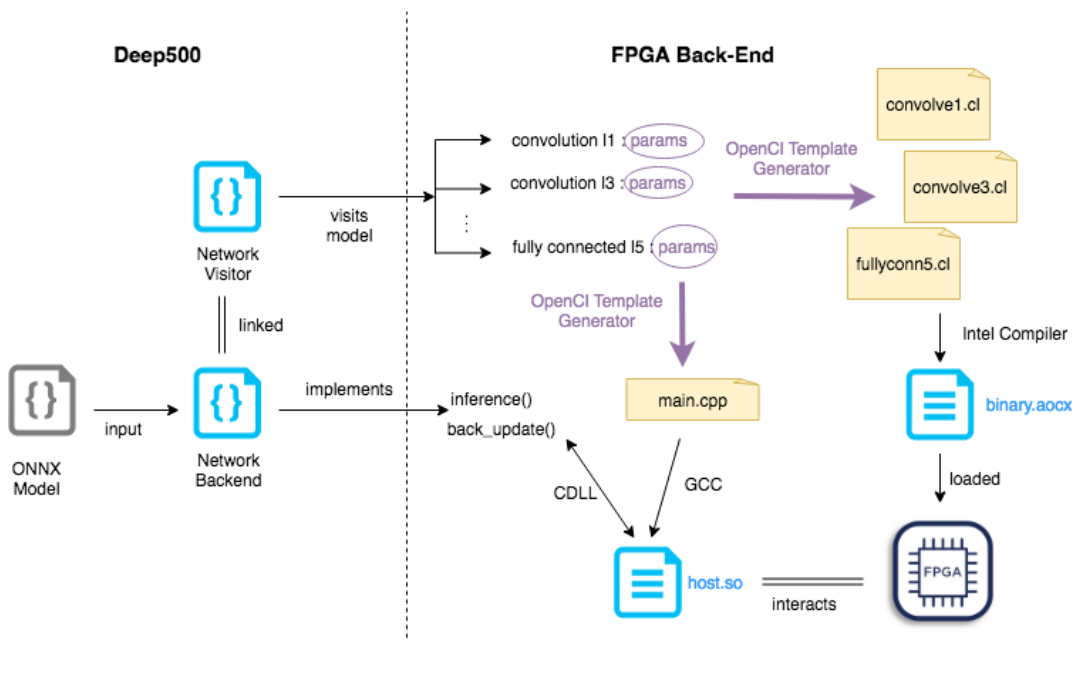 Deep500
FPGA Back-End
convolve1.cl
convolution l1 : params
OpenCl Template
Generator
convolution l3 : params
convolve3.cl
visits
model
Network
Visitor
fully connected l5 : params
fullyconn5.cl
OpenCl Template
Generator
linked
Intel Compiler
implements
inference()
main.cpp
binary.aocx
input
back_update()
ONNX
Model
Network
Backend
CDLL
GCC
loaded
FPGA
host.so
interacts